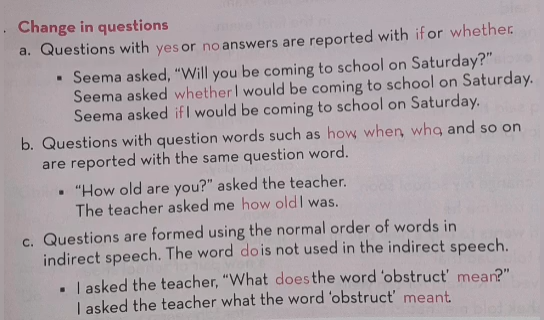 Change in questions
a. Questions with yes or no answers are reported with if or whether.
▪ Seema asked, “Will you be coming to school on Saturday?”
Seema asked whether I would be coming to school on Saturday.
Seema asked if I would be coming to school on Saturday.
b. Questions with question words such as how, when, who, and so on
are reported with the same question word.
▪ “How old are you?” asked the teacher.
The teacher asked me how old I was.
c. Questions are formed using the normal order of words in
indirect speech. The word do is not used in the indirect speech.
▪ I asked the teacher, “What does the word ‘obstruct’ mean?”
I asked the teacher what the word ‘obstruct’ meant.